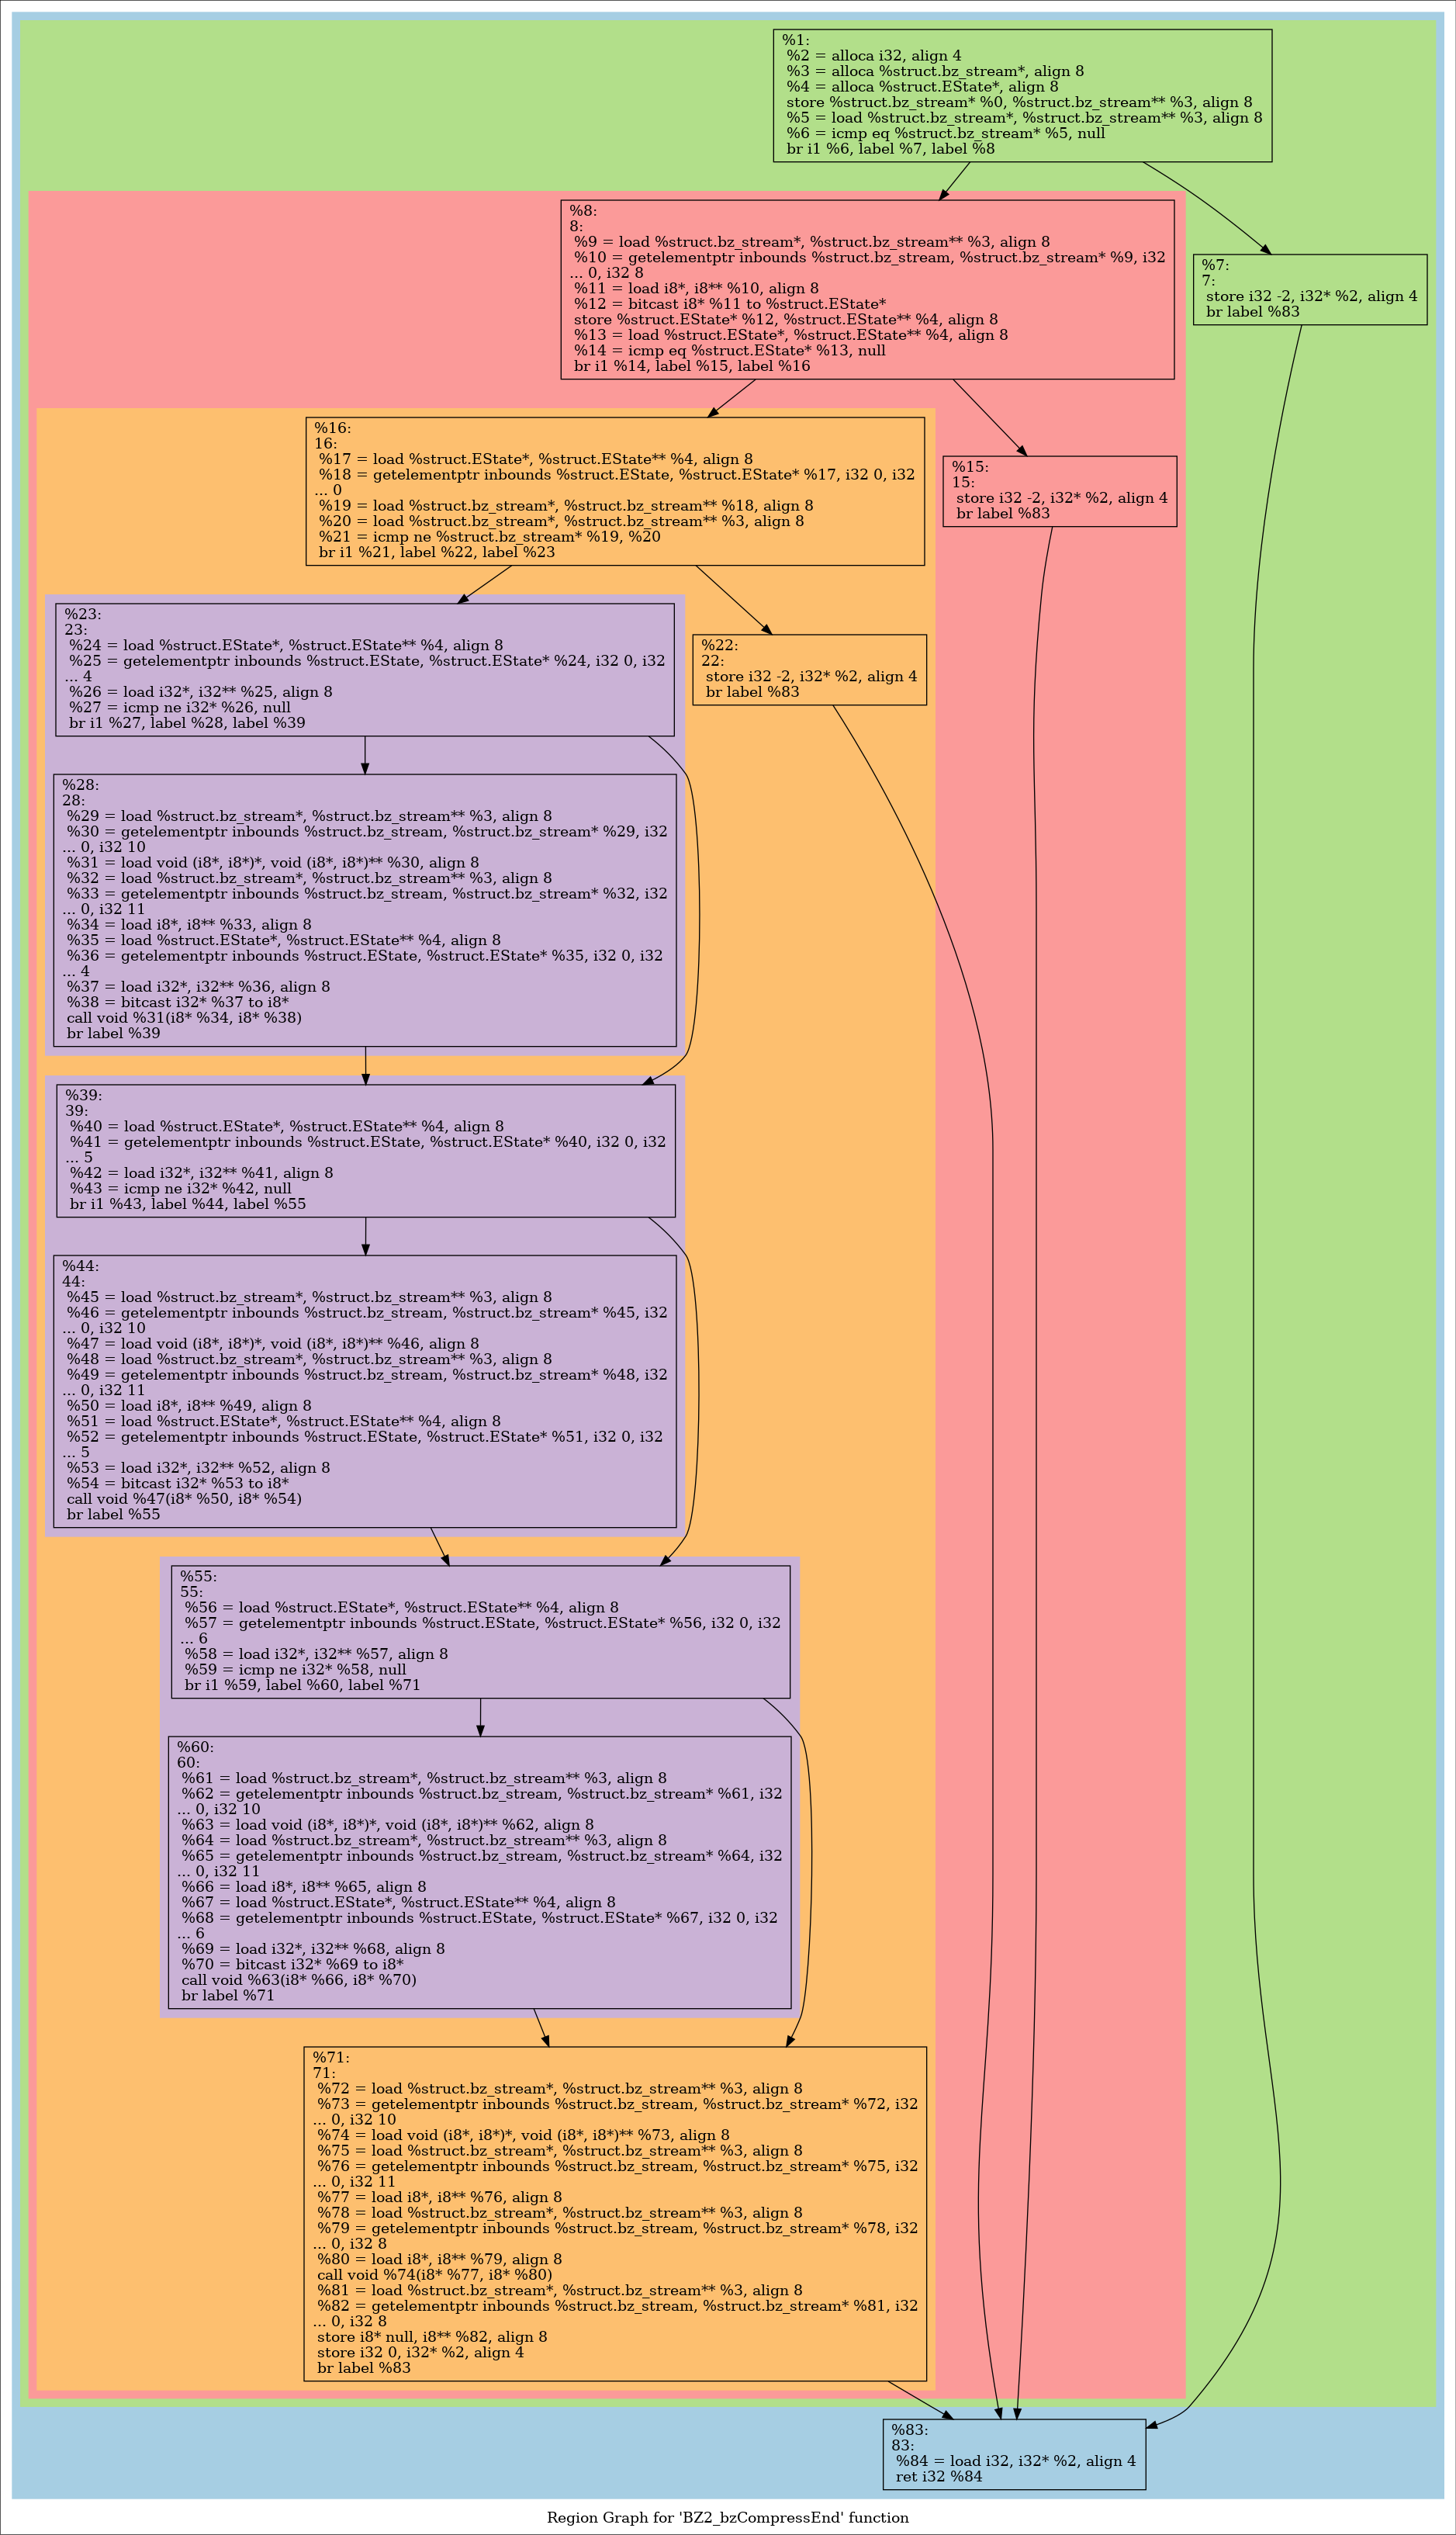 %1:
%2 = alloca i32, align 4
%3 = alloca %struct.bz_stream*, align 8
%4 = alloca %struct.EState*, align 8
store %struct.bz_stream* %0, %struct.bz_stream** %3, align 8
%5 = load %struct.bz_stream*, %struct.bz_stream** %3, align 8
%6 = icmp eq %struct.bz_stream* %5, null
br i1 %6, label %7, label %8
%8:
8:
%9 = load %struct.bz_stream*, %struct.bz_stream** %3, align 8
%10 = getelementptr inbounds %struct.bz_stream, %struct.bz_stream* %9, i32
... 0, i32 8
%11 = load i8*, i8** %10, align 8
%12 = bitcast i8* %11 to %struct.EState*
store %struct.EState* %12, %struct.EState** %4, align 8
%13 = load %struct.EState*, %struct.EState** %4, align 8
%14 = icmp eq %struct.EState* %13, null
br i1 %14, label %15, label %16
%7:
7:
store i32 -2, i32* %2, align 4
br label %83
%16:
16:
%17 = load %struct.EState*, %struct.EState** %4, align 8
%18 = getelementptr inbounds %struct.EState, %struct.EState* %17, i32 0, i32
... 0
%19 = load %struct.bz_stream*, %struct.bz_stream** %18, align 8
%20 = load %struct.bz_stream*, %struct.bz_stream** %3, align 8
%21 = icmp ne %struct.bz_stream* %19, %20
br i1 %21, label %22, label %23
%15:
15:
store i32 -2, i32* %2, align 4
br label %83
%23:
23:
%24 = load %struct.EState*, %struct.EState** %4, align 8
%25 = getelementptr inbounds %struct.EState, %struct.EState* %24, i32 0, i32
... 4
%26 = load i32*, i32** %25, align 8
%27 = icmp ne i32* %26, null
br i1 %27, label %28, label %39
%22:
22:
store i32 -2, i32* %2, align 4
br label %83
%28:
28:
%29 = load %struct.bz_stream*, %struct.bz_stream** %3, align 8
%30 = getelementptr inbounds %struct.bz_stream, %struct.bz_stream* %29, i32
... 0, i32 10
%31 = load void (i8*, i8*)*, void (i8*, i8*)** %30, align 8
%32 = load %struct.bz_stream*, %struct.bz_stream** %3, align 8
%33 = getelementptr inbounds %struct.bz_stream, %struct.bz_stream* %32, i32
... 0, i32 11
%34 = load i8*, i8** %33, align 8
%35 = load %struct.EState*, %struct.EState** %4, align 8
%36 = getelementptr inbounds %struct.EState, %struct.EState* %35, i32 0, i32
... 4
%37 = load i32*, i32** %36, align 8
%38 = bitcast i32* %37 to i8*
call void %31(i8* %34, i8* %38)
br label %39
%39:
39:
%40 = load %struct.EState*, %struct.EState** %4, align 8
%41 = getelementptr inbounds %struct.EState, %struct.EState* %40, i32 0, i32
... 5
%42 = load i32*, i32** %41, align 8
%43 = icmp ne i32* %42, null
br i1 %43, label %44, label %55
%44:
44:
%45 = load %struct.bz_stream*, %struct.bz_stream** %3, align 8
%46 = getelementptr inbounds %struct.bz_stream, %struct.bz_stream* %45, i32
... 0, i32 10
%47 = load void (i8*, i8*)*, void (i8*, i8*)** %46, align 8
%48 = load %struct.bz_stream*, %struct.bz_stream** %3, align 8
%49 = getelementptr inbounds %struct.bz_stream, %struct.bz_stream* %48, i32
... 0, i32 11
%50 = load i8*, i8** %49, align 8
%51 = load %struct.EState*, %struct.EState** %4, align 8
%52 = getelementptr inbounds %struct.EState, %struct.EState* %51, i32 0, i32
... 5
%53 = load i32*, i32** %52, align 8
%54 = bitcast i32* %53 to i8*
call void %47(i8* %50, i8* %54)
br label %55
%55:
55:
%56 = load %struct.EState*, %struct.EState** %4, align 8
%57 = getelementptr inbounds %struct.EState, %struct.EState* %56, i32 0, i32
... 6
%58 = load i32*, i32** %57, align 8
%59 = icmp ne i32* %58, null
br i1 %59, label %60, label %71
%60:
60:
%61 = load %struct.bz_stream*, %struct.bz_stream** %3, align 8
%62 = getelementptr inbounds %struct.bz_stream, %struct.bz_stream* %61, i32
... 0, i32 10
%63 = load void (i8*, i8*)*, void (i8*, i8*)** %62, align 8
%64 = load %struct.bz_stream*, %struct.bz_stream** %3, align 8
%65 = getelementptr inbounds %struct.bz_stream, %struct.bz_stream* %64, i32
... 0, i32 11
%66 = load i8*, i8** %65, align 8
%67 = load %struct.EState*, %struct.EState** %4, align 8
%68 = getelementptr inbounds %struct.EState, %struct.EState* %67, i32 0, i32
... 6
%69 = load i32*, i32** %68, align 8
%70 = bitcast i32* %69 to i8*
call void %63(i8* %66, i8* %70)
br label %71
%71:
71:
%72 = load %struct.bz_stream*, %struct.bz_stream** %3, align 8
%73 = getelementptr inbounds %struct.bz_stream, %struct.bz_stream* %72, i32
... 0, i32 10
%74 = load void (i8*, i8*)*, void (i8*, i8*)** %73, align 8
%75 = load %struct.bz_stream*, %struct.bz_stream** %3, align 8
%76 = getelementptr inbounds %struct.bz_stream, %struct.bz_stream* %75, i32
... 0, i32 11
%77 = load i8*, i8** %76, align 8
%78 = load %struct.bz_stream*, %struct.bz_stream** %3, align 8
%79 = getelementptr inbounds %struct.bz_stream, %struct.bz_stream* %78, i32
... 0, i32 8
%80 = load i8*, i8** %79, align 8
call void %74(i8* %77, i8* %80)
%81 = load %struct.bz_stream*, %struct.bz_stream** %3, align 8
%82 = getelementptr inbounds %struct.bz_stream, %struct.bz_stream* %81, i32
... 0, i32 8
store i8* null, i8** %82, align 8
store i32 0, i32* %2, align 4
br label %83
%83:
83:
%84 = load i32, i32* %2, align 4
ret i32 %84
Region Graph for 'BZ2_bzCompressEnd' function